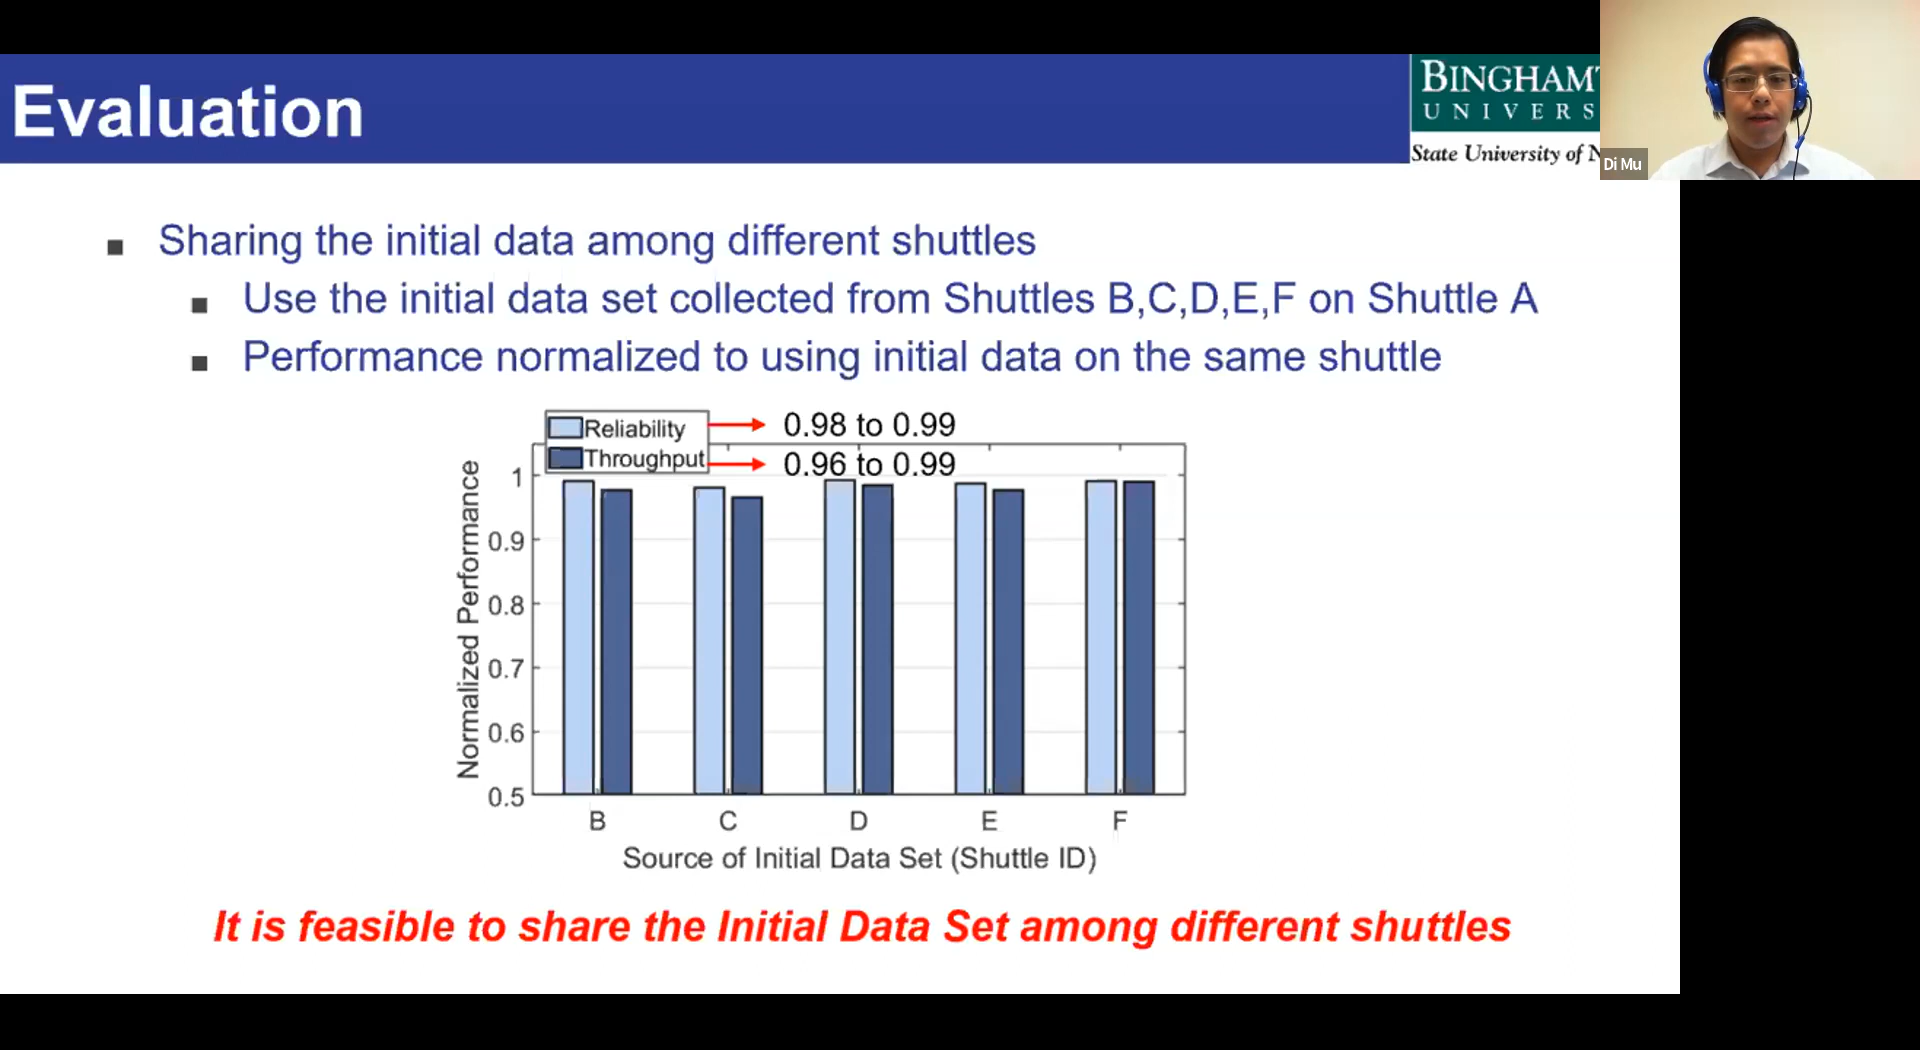 Evaluation
BINGHAM
UNIVERS
State University of N
Di Mu
Sharing the initial data among different shuttles
Use the initial data set collected from Shuttles B,C,D,E,F on Shuttle A
Performance normalized to using initial data on the same shuttle
Reliability 0.98 to 0.99
Throughput 0.96 to 0.99
Normalized Performance
1
0.9
0.8
0.7
0.6
0.5
B C D E F
Source of Initial Data Set (Shuttle ID)
It is feasible to share the Initial Data Set among different shuttles